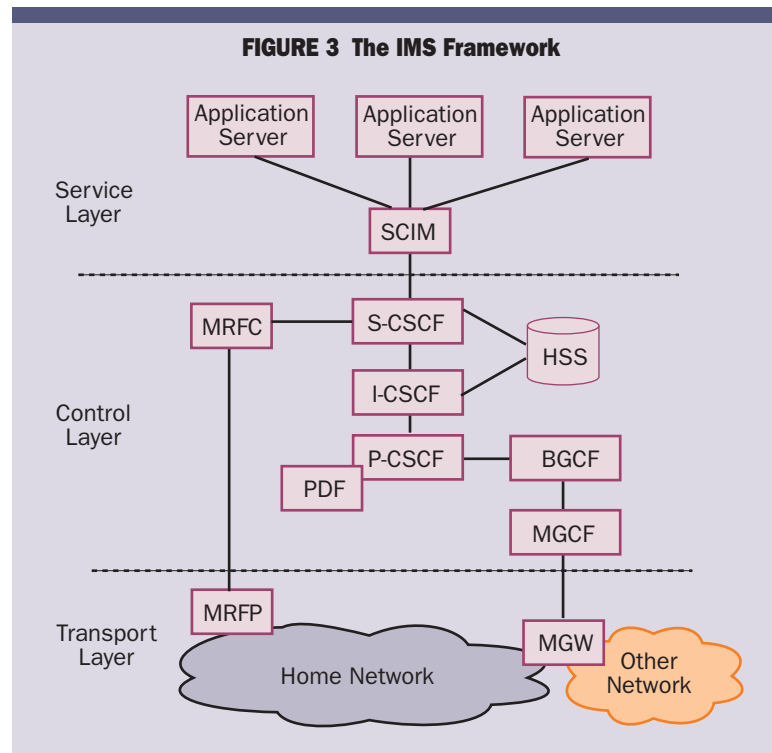 FIGURE 3 The IMS Framework
Application
Server
Application
Server
Application
Server
Service
Layer
SCIM
MRFC
S-CSCF
HSS
I-CSCF
Control
Layer
P-CSCF
BGCF
PDF
MGCF
MRFP
Transport
Layer
MGW
Home Network
Other
Network